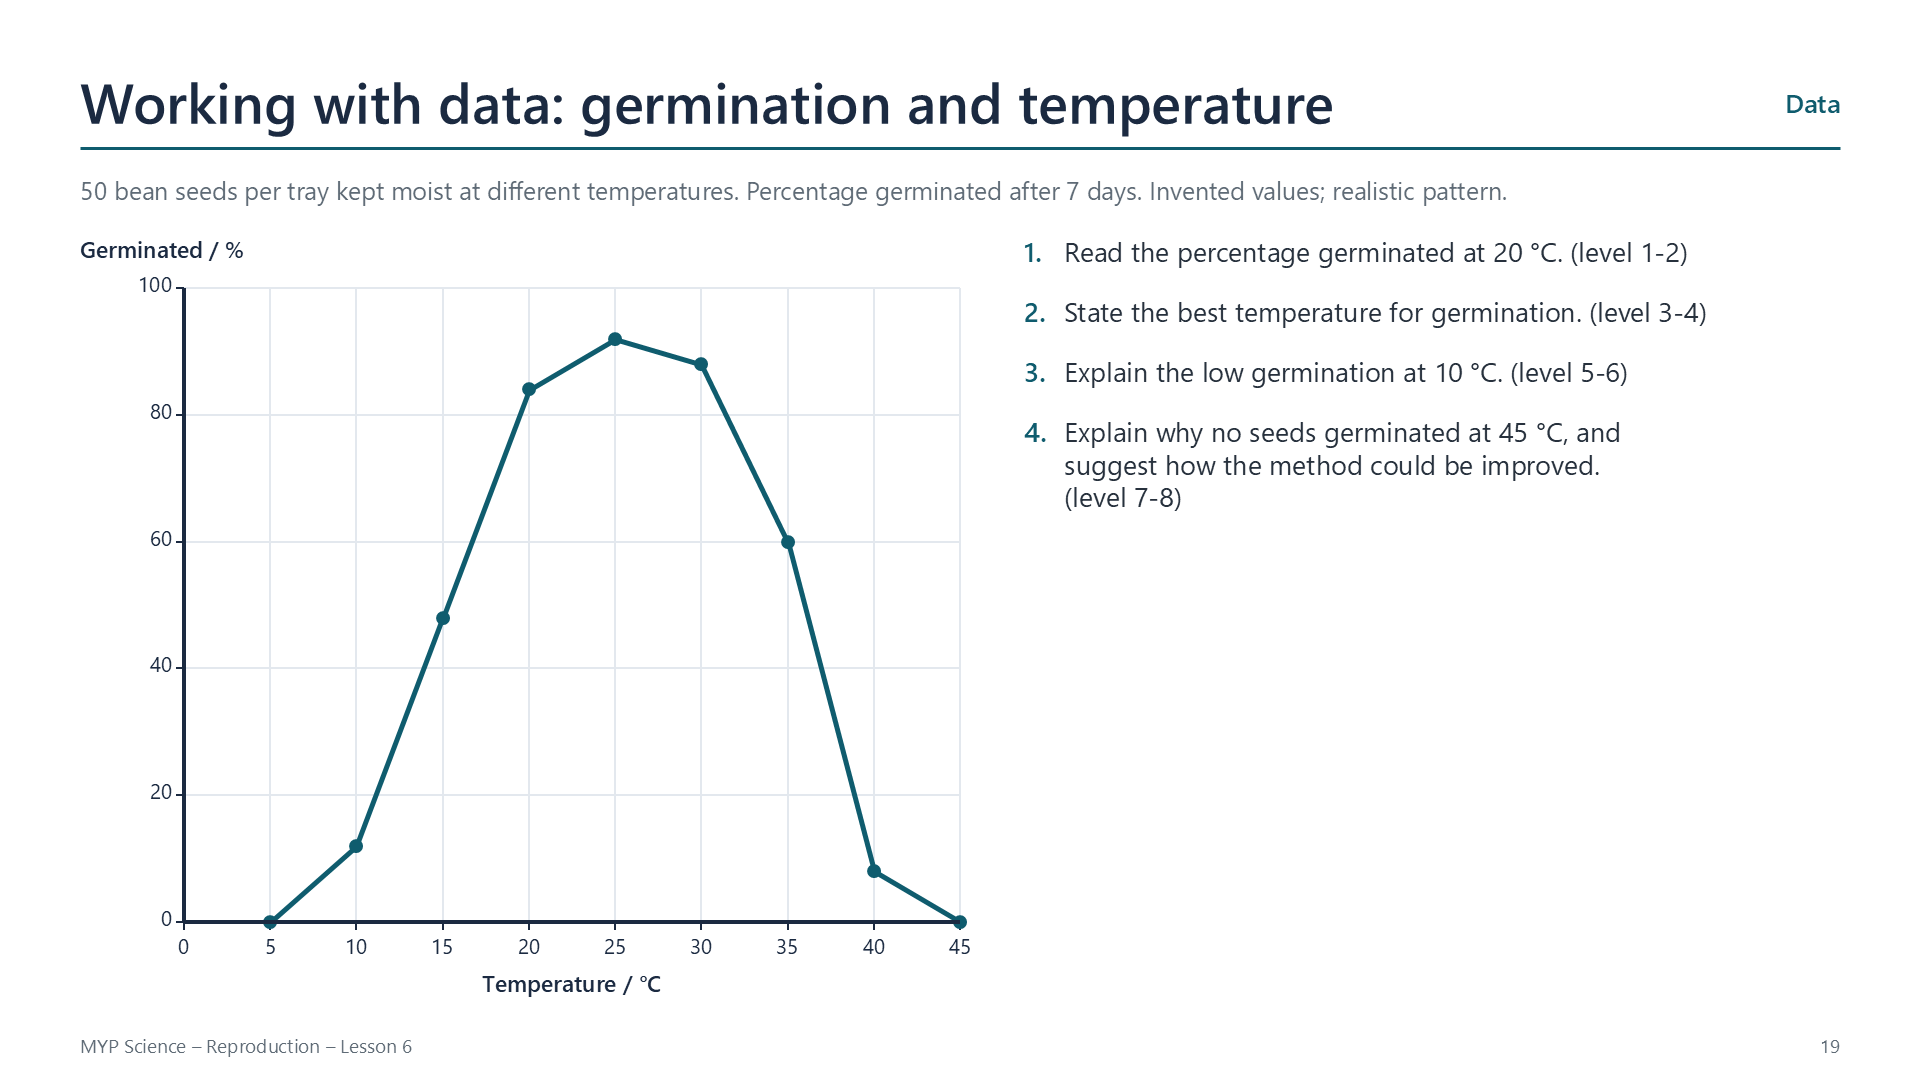 Working with data: germination and temperature
Data
50 bean seeds per tray kept moist at different temperatures. Percentage germinated after 7 days. Invented values; realistic pattern.
Germinated / %
100
80
60
40
20
0
0 5 10 15 20 25 30 35 40 45
Temperature / °C
1. Read the percentage germinated at 20 °C. (level 1-2)
2. State the best temperature for germination. (level 3-4)
3. Explain the low germination at 10 °C. (level 5-6)
4. Explain why no seeds germinated at 45 °C, and
suggest how the method could be improved.
(level 7-8)
MYP Science – Reproduction – Lesson 6
19